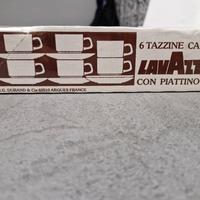 6 TAZZINE CA
LAVAZZ
CON PIATTINO
J.G. DURAND & Cie 62510 ARQUES FRANCE